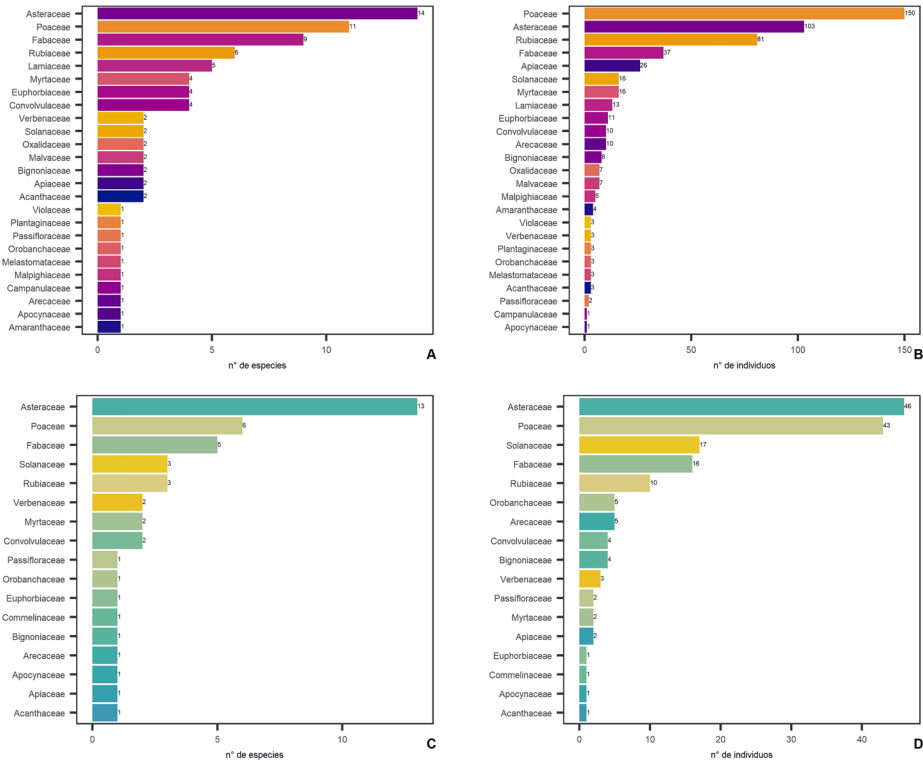 Asteraceae 14
Poaceae 11
Fabaceae 9
Rubiaceae 6
Lamiaceae 5
Myrtaceae 4
Euphorbiaceae 4
Convolvulaceae 4
Verbenaceae 2
Solanaceae 2
Oxalidaceae 2
Malvaceae 2
Bignoniaceae 2
Apiaceae 2
Acanthaceae 2
Violaceae 1
Plantaginaceae 1
Passifloraceae 1
Orobanchaceae 1
Melastomataceae 1
Malpighiaceae 1
Campanulaceae 1
Arecaceae 1
Apocynaceae 1
Amaranthaceae 1
0 5 10
n° de especies
A
Poaceae 150
Asteraceae 103
Rubiaceae 81
Fabaceae 37
Apiaceae 26
Solanaceae 16
Myrtaceae 16
Lamiaceae 13
Euphorbiaceae 11
Convolvulaceae 10
Arecaceae 10
Bignoniaceae 8
Oxalidaceae 7
Malvaceae 7
Malpighiaceae 5
Amaranthaceae 4
Violaceae 3
Verbenaceae 3
Plantaginaceae 3
Orobanchaceae 3
Melastomataceae 3
Acanthaceae 3
Passifloraceae 2
Campanulaceae 1
Apocynaceae 1
0 50 100 150
n° de individuos
B
Asteraceae 13
Poaceae 6
Fabaceae 5
Solanaceae 3
Rubiaceae 3
Verbenaceae 2
Myrtaceae 2
Convolvulaceae 2
Passifloraceae 1
Orobanchaceae 1
Euphorbiaceae 1
Commelinaceae 1
Bignoniaceae 1
Arecaceae 1
Apocynaceae 1
Apiaceae 1
Acanthaceae 1
0 5 10
n° de especies
C
Asteraceae 46
Poaceae 43
Solanaceae 17
Fabaceae 16
Rubiaceae 10
Orobanchaceae 5
Arecaceae 5
Convolvulaceae 4
Bignoniaceae 4
Verbenaceae 3
Passifloraceae 2
Myrtaceae 2
Apiaceae 2
Euphorbiaceae 1
Commelinaceae 1
Apocynaceae 1
Acanthaceae 1
0 10 20 30 40
n° de individuos
D